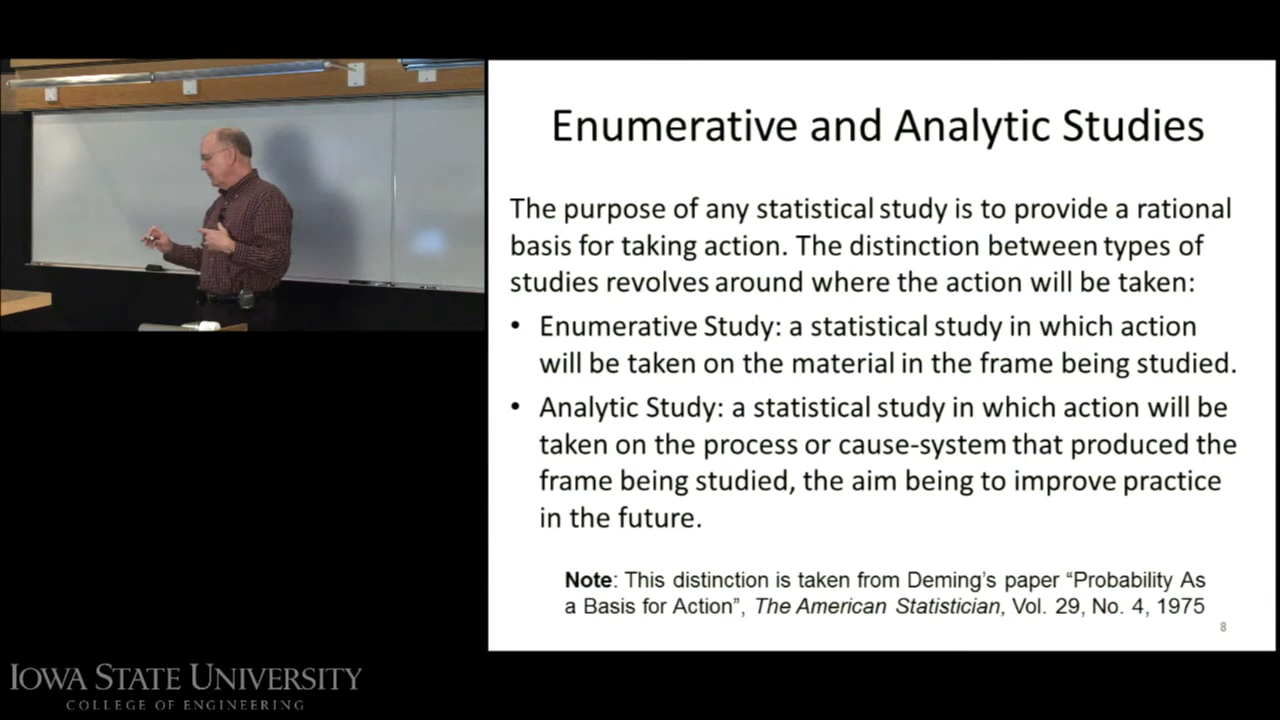 Enumerative and Analytic Studies
The purpose of any statistical study is to provide a rational
basis for taking action. The distinction between types of
studies revolves around where the action will be taken:
• Enumerative Study: a statistical study in which action
will be taken on the material in the frame being studied.
• Analytic Study: a statistical study in which action will be
taken on the process or cause-system that produced the
frame being studied, the aim being to improve practice
in the future.
Note: This distinction is taken from Deming's paper “Probability As
a Basis for Action”, The American Statistician, Vol. 29, No. 4, 1975
8
IOWA STATE UNIVERSITY
COLLEGE OF ENGINEERING